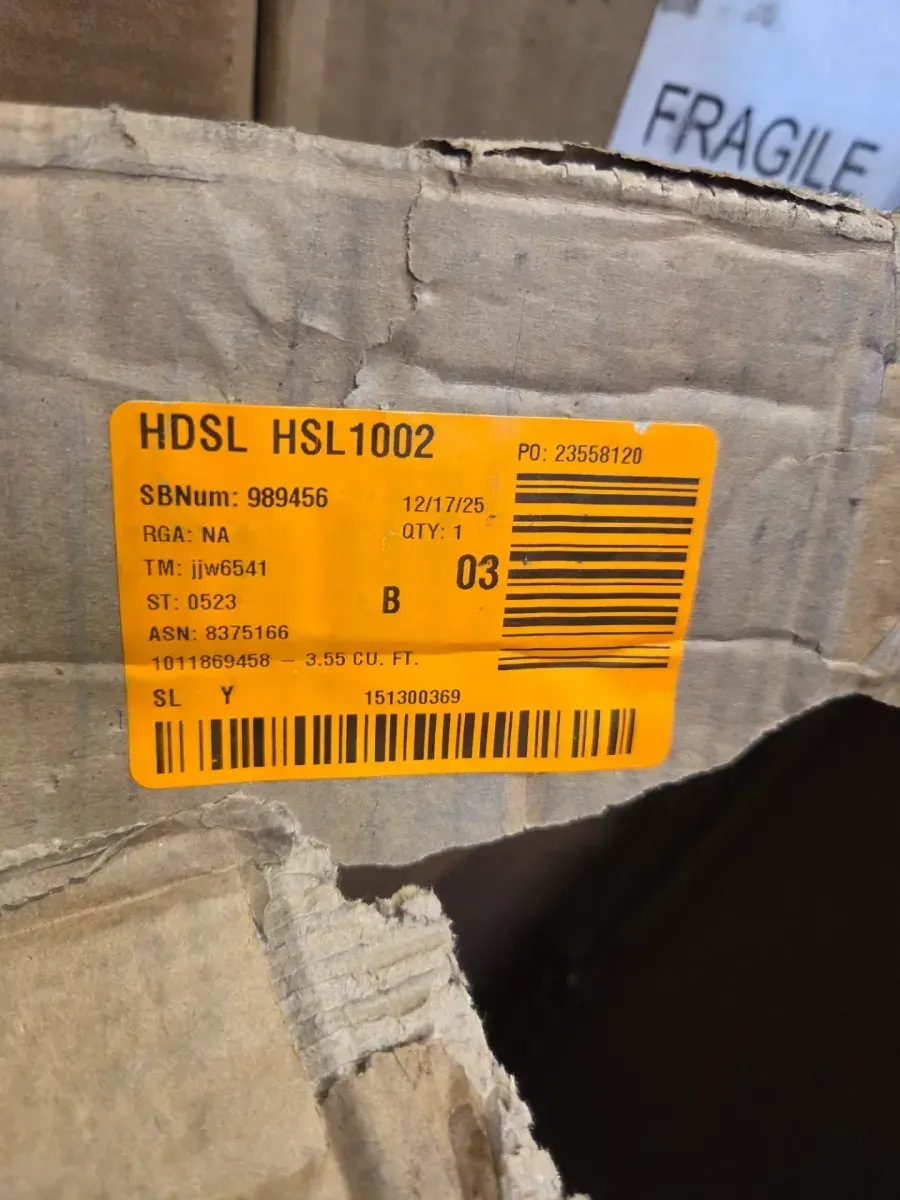 FRAGILE
HDSL HSL1002
PO: 23558120
SBNum: 989456
12/17/25
RGA: NA
QTY: 1
TM: jjw6541
03
ST: 0523
B
ASN: 8375166
1011869458 – 3.55 CU. FT.
SL Y 151300369